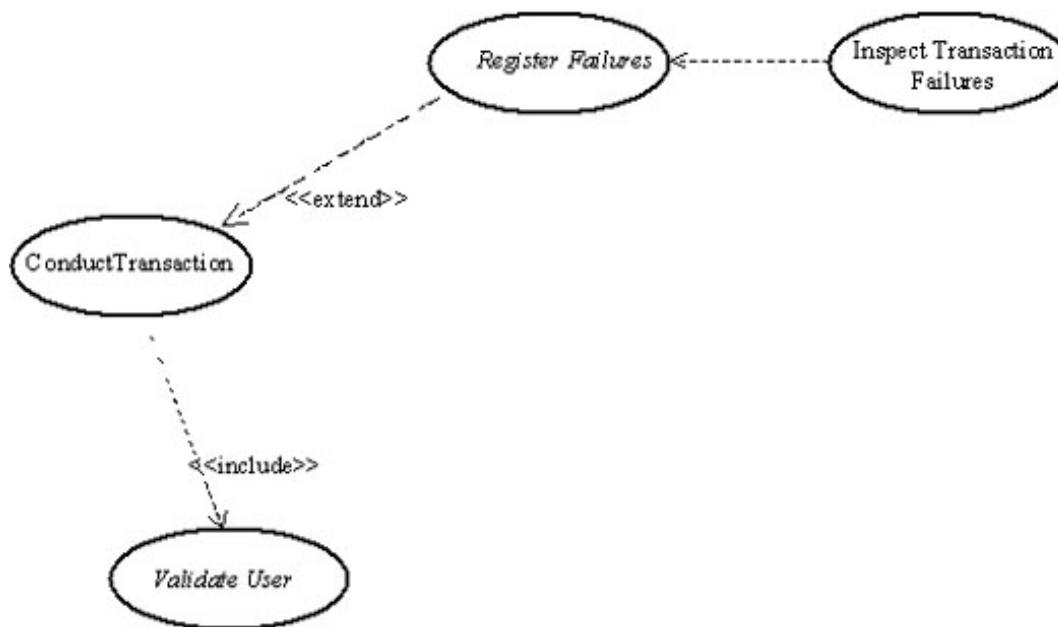 Register Failures
Inspect Transaction
Failures
<<extend>>
ConductTransaction
<<include>>
Validate User